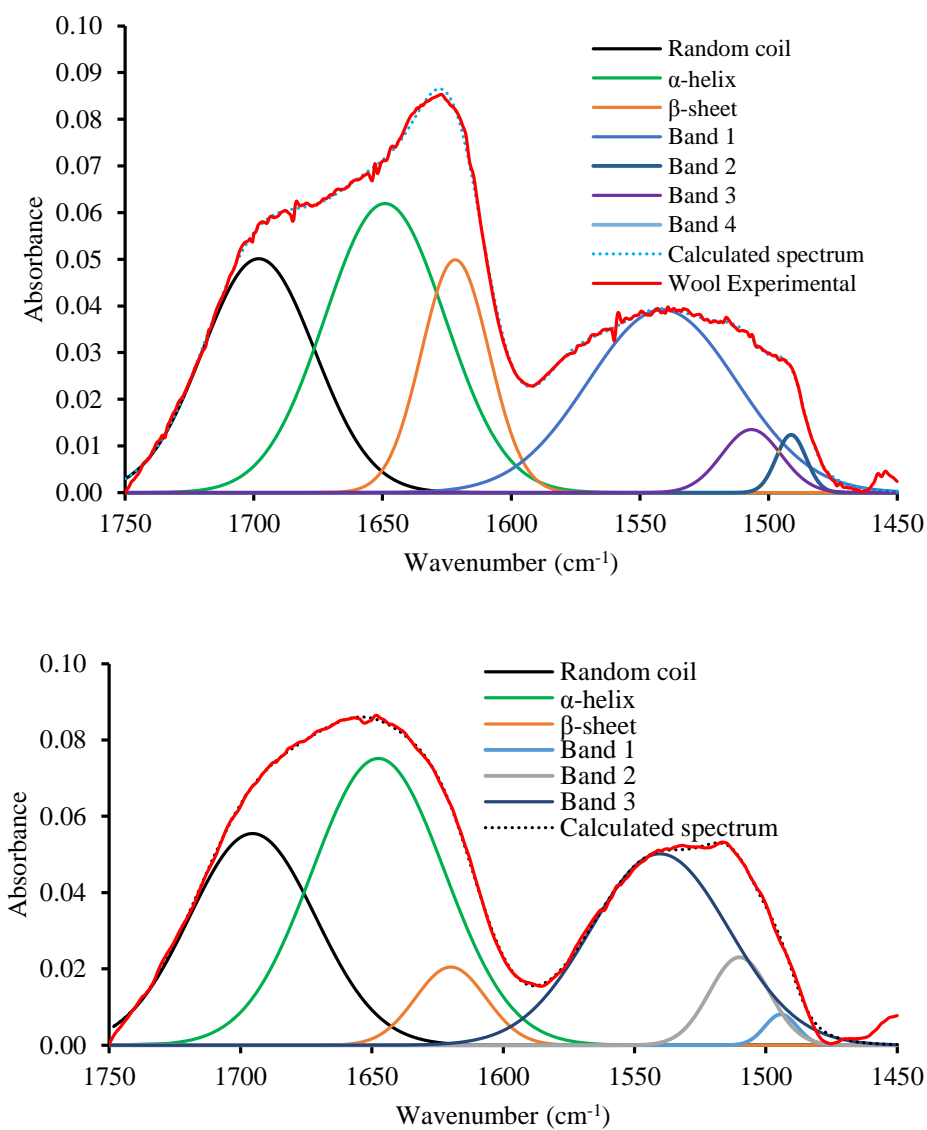 0.10
0.09
0.08
0.07
0.06
0.05
0.04
0.03
0.02
0.01
0.00
Absorbance
Random coil
α-helix
β-sheet
Band 1
Band 2
Band 3
Band 4
Calculated spectrum
Wool Experimental
1750 1700 1650 1600 1550 1500 1450
Wavenumber (cm⁻¹)
0.10
0.08
0.06
0.04
0.02
0.00
Absorbance
Random coil
α-helix
β-sheet
Band 1
Band 2
Band 3
Calculated spectrum
1750 1700 1650 1600 1550 1500 1450
Wavenumber (cm⁻¹)